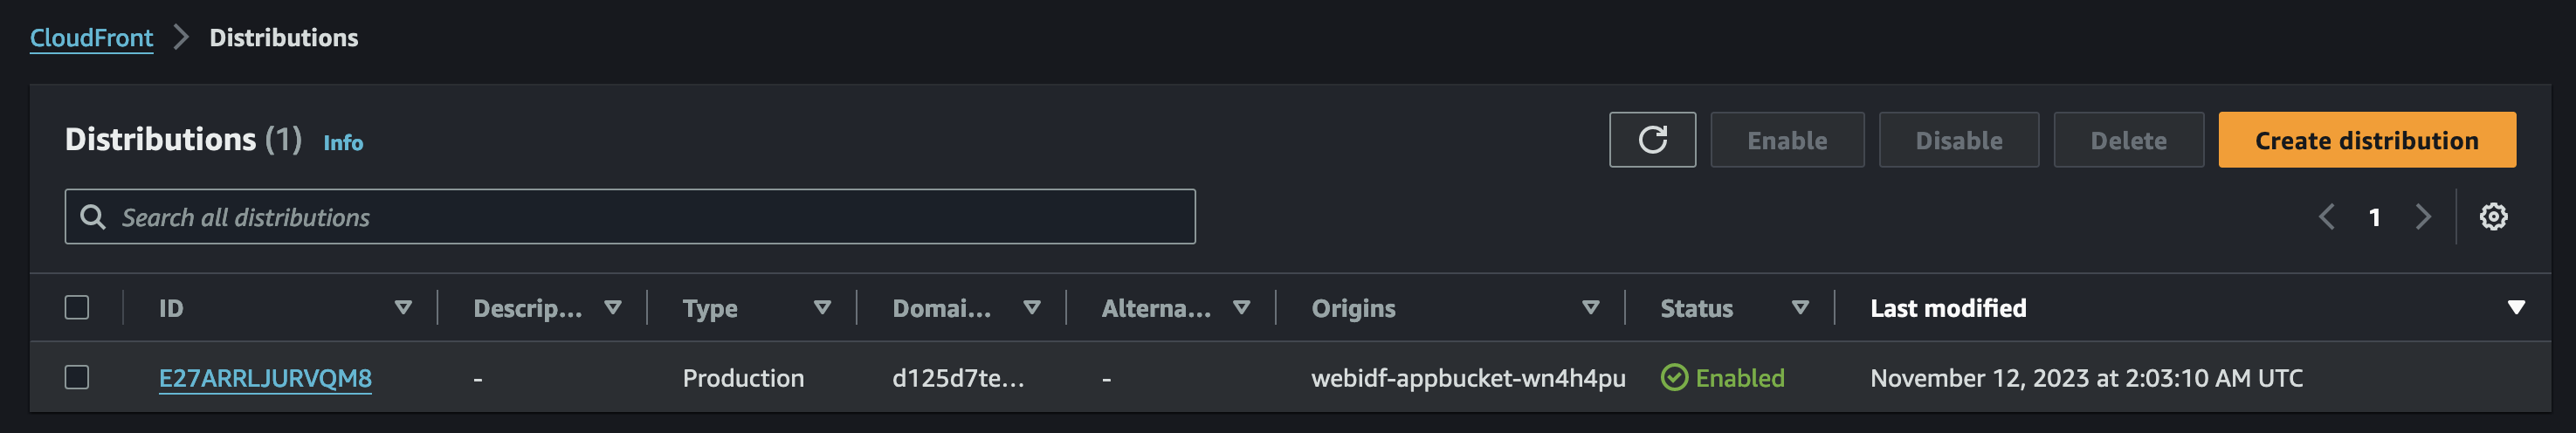 CloudFront > Distributions
Distributions (1) Info
Enable Disable Delete Create distribution
Search all distributions
1
ID Descrip... Type Domai... Alterna... Origins Status Last modified
E27ARRLJURVQM8 - Production d125d7te... - webidf-appbucket-wn4h4pu Enabled November 12, 2023 at 2:03:10 AM UTC